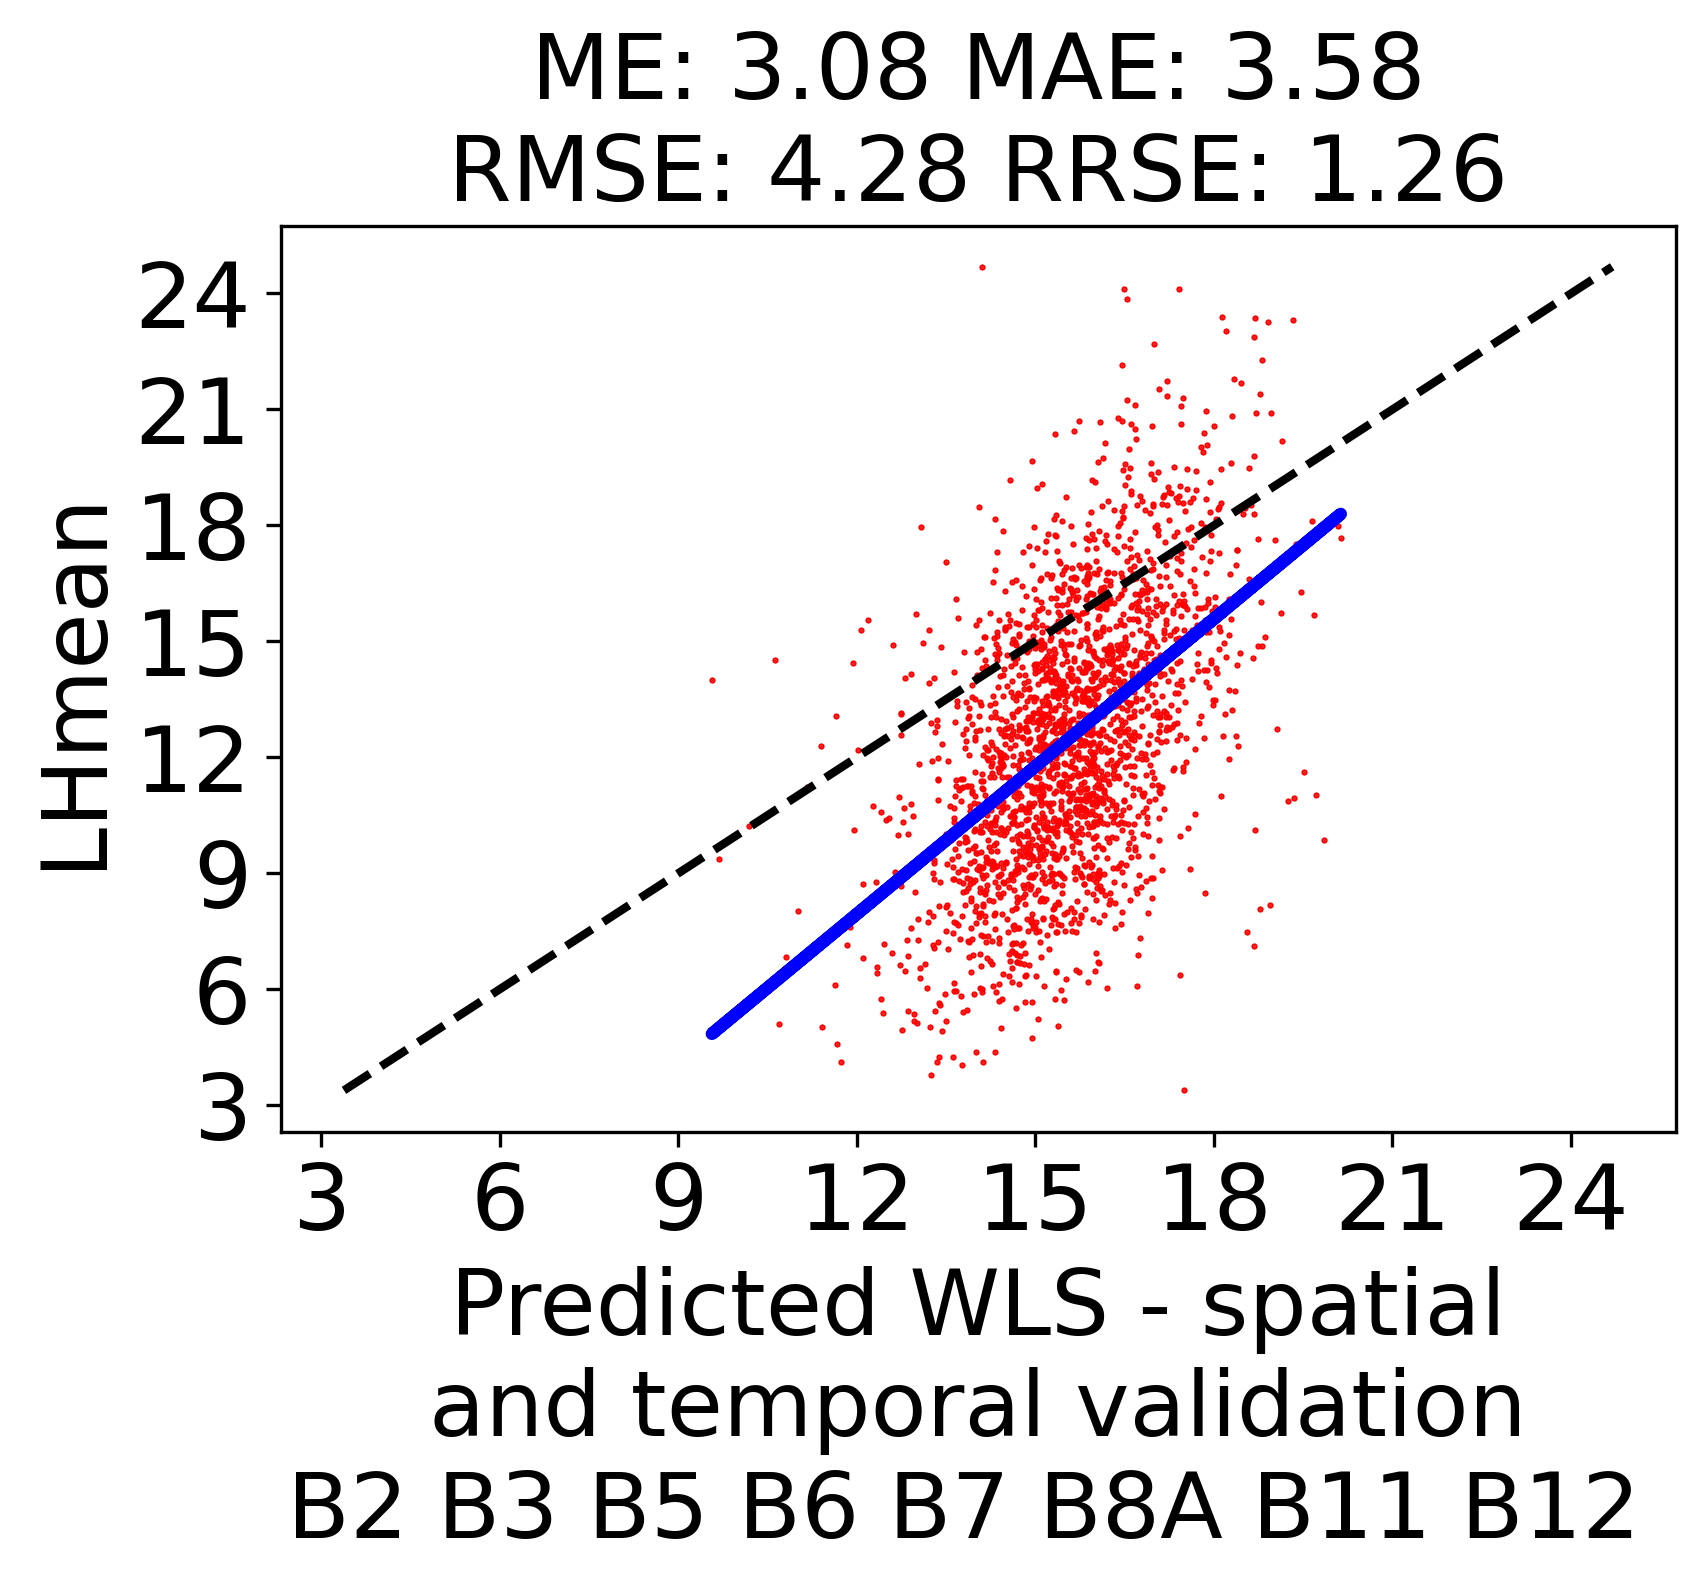 ME: 3.08 MAE: 3.58
RMSE: 4.28 RRSE: 1.26
24
21
18
15
12
9
6
3
LHmean
3 6 9 12 15 18 21 24
Predicted WLS - spatial
and temporal validation
B2 B3 B5 B6 B7 B8A B11 B12